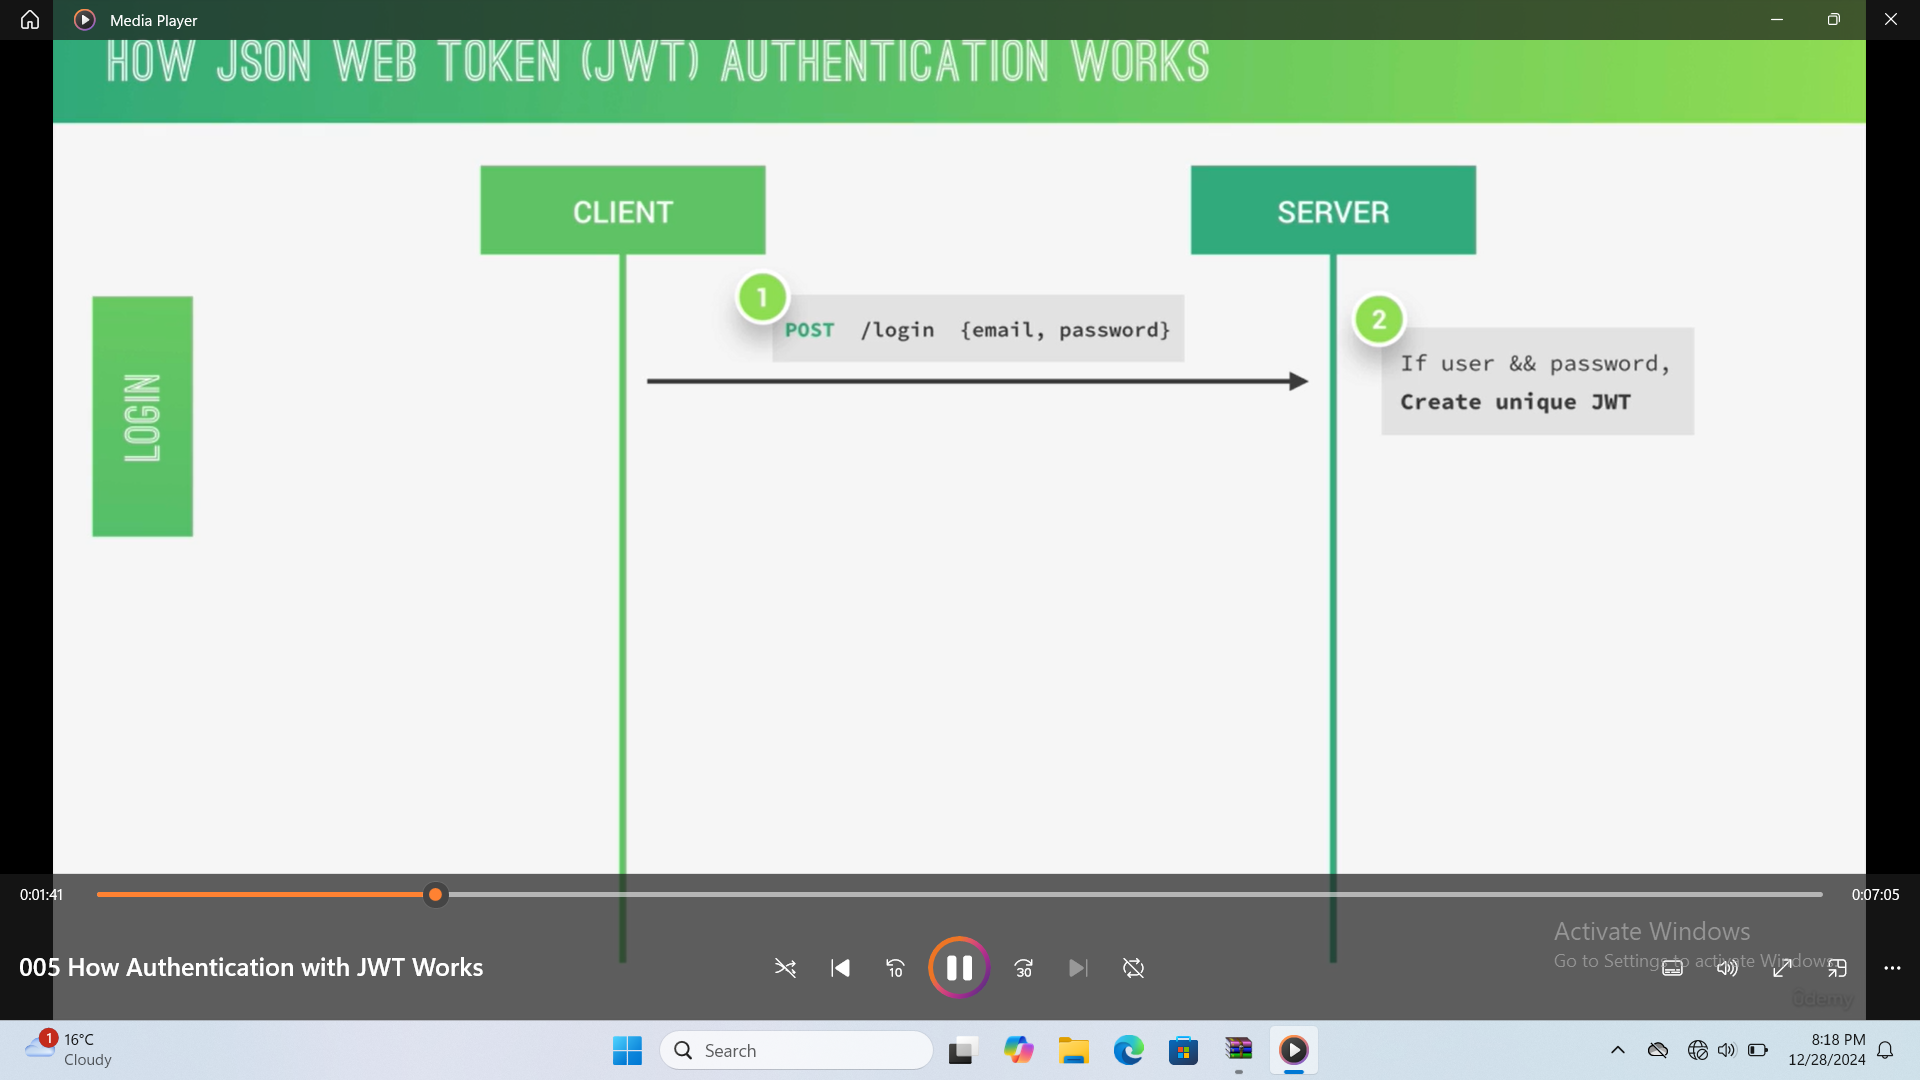 Media Player
HOW JSON WEB TOKEN (JWT) AUTHENTICATION WORKS
CLIENT
SERVER
1
POST /login {email, password}
2
If user && password,
Create unique JWT
LOGIN
0:01:41
0:07:05
Activate Windows
Go to Settings to activate Windows.
005 How Authentication with JWT Works
10
30
ûdemy
1
16°C
Cloudy
Search
8:18 PM
12/28/2024